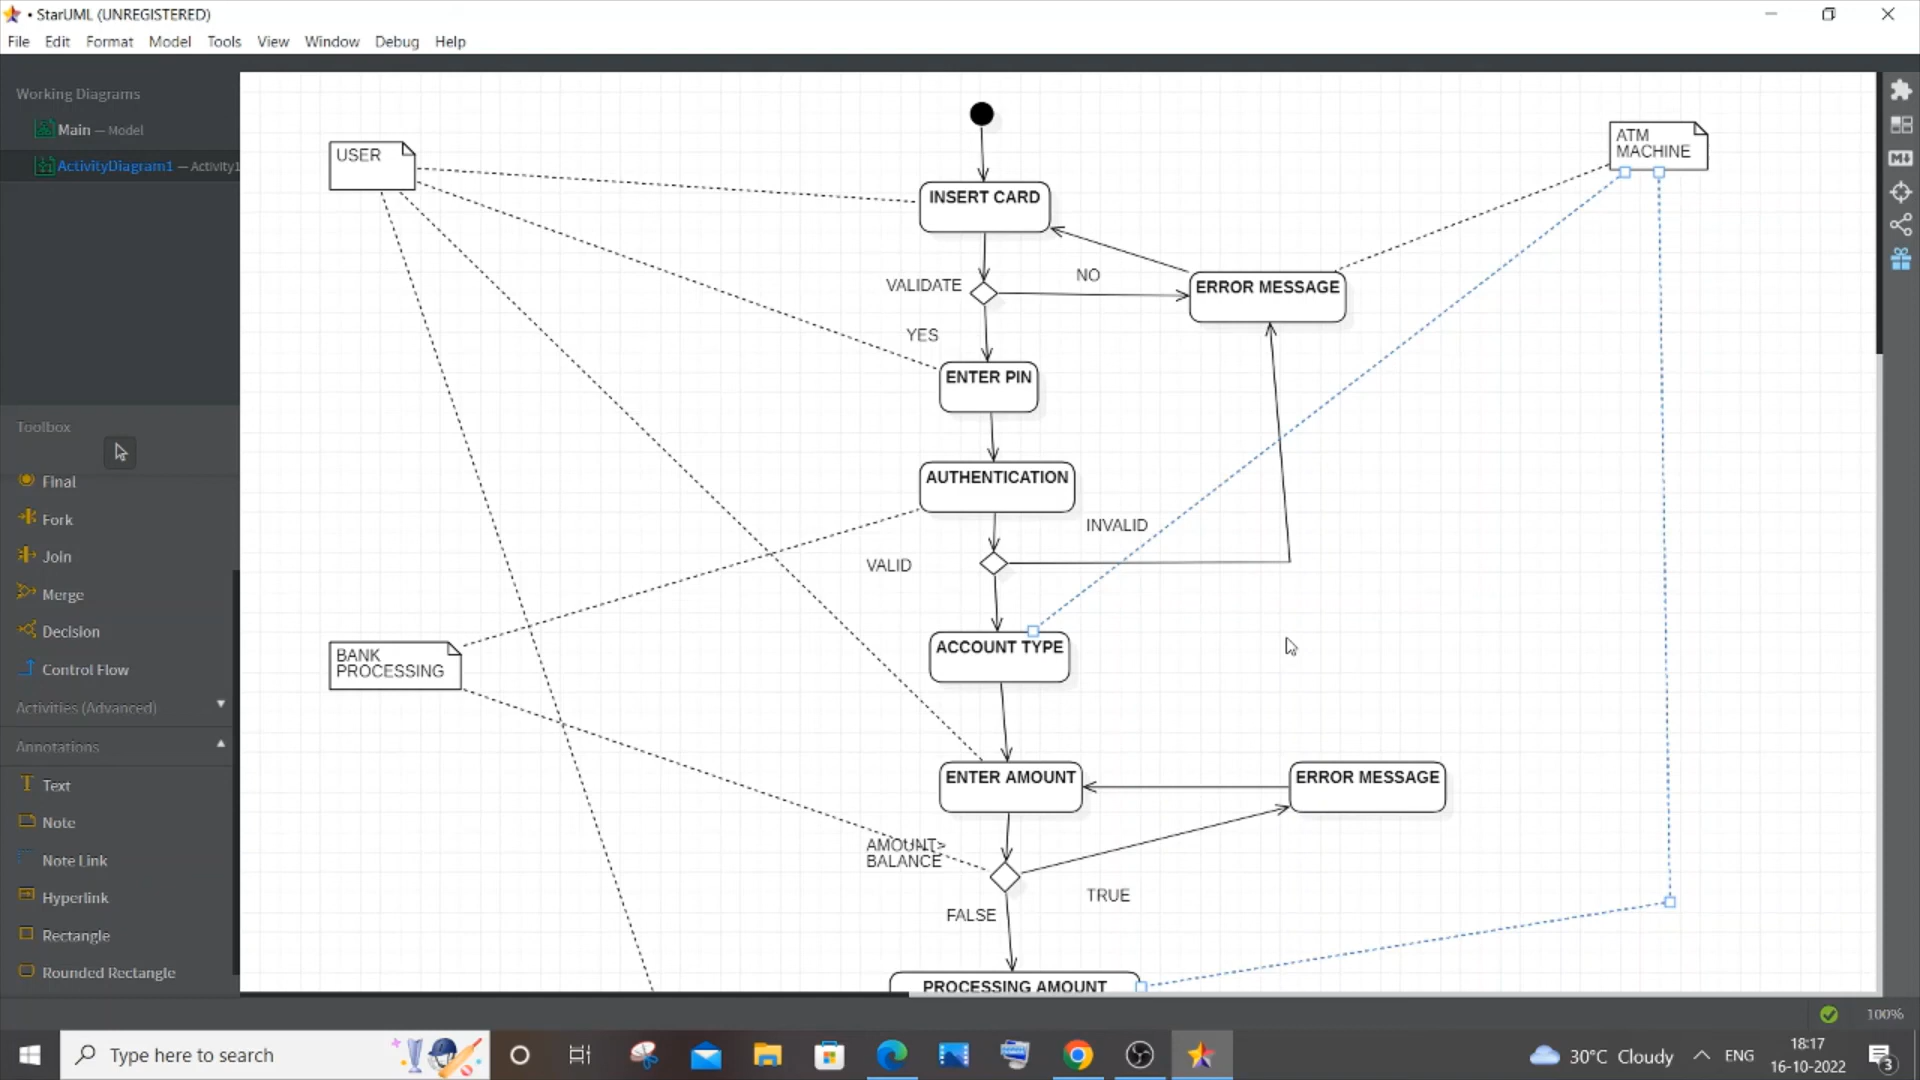 • StarUML (UNREGISTERED)
File Edit Format Model Tools View Window Debug Help
Working Diagrams
Main — Model
ActivityDiagram1 — Activity1
Toolbox
Final
Fork
Join
Merge
Decision
Control Flow
Activities (Advanced)
Annotations
Text
Note
Note Link
Hyperlink
Rectangle
Rounded Rectangle
USER
ATM
MACHINE
INSERT CARD
VALIDATE
NO
ERROR MESSAGE
YES
ENTER PIN
AUTHENTICATION
INVALID
VALID
BANK
PROCESSING
ACCOUNT TYPE
ENTER AMOUNT
ERROR MESSAGE
AMOUNT>
BALANCE
TRUE
FALSE
PROCESSING AMOUNT
M↓
100%
Type here to search
30°C Cloudy
ENG
18:17
16-10-2022
3